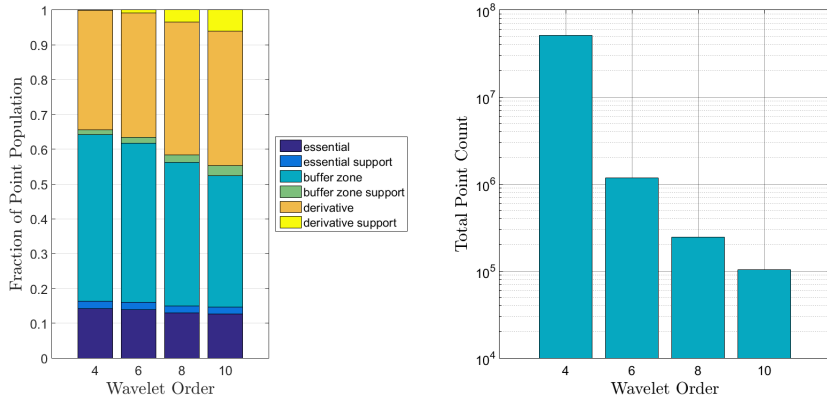 Fraction of Point Population
1
0.9
0.8
0.7
0.6
0.5
0.4
0.3
0.2
0.1
0
4 6 8 10
Wavelet Order
essential
essential support
buffer zone
buffer zone support
derivative
derivative support
Total Point Count
10^8
10^7
10^6
10^5
10^4
4 6 8 10
Wavelet Order